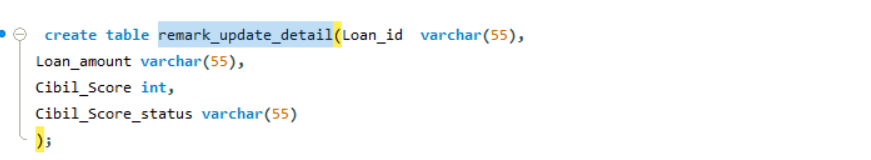 create table remark_update_detail(Loan_id  varchar(55),
Loan_amount varchar(55),
Cibil_Score int,
Cibil_Score_status varchar(55)
);